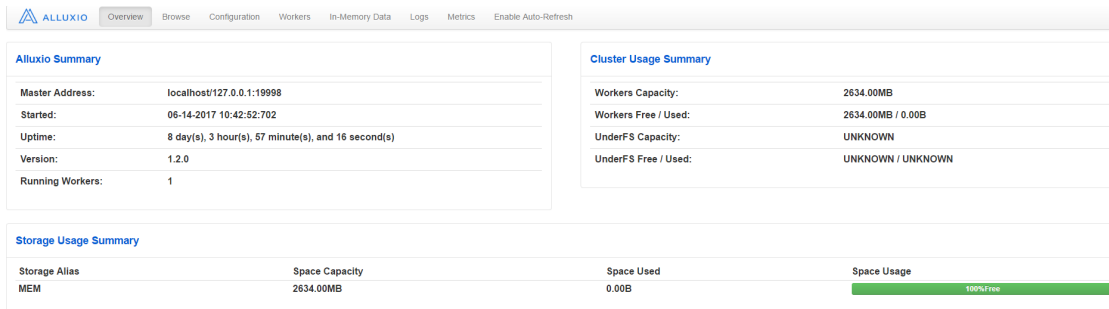 ALLUXIO Overview Browse Configuration Workers In-Memory Data Logs Metrics Enable Auto-Refresh
Alluxio Summary
Master Address: localhost/127.0.0.1:19998
Started: 06-14-2017 10:42:52:702
Uptime: 8 day(s), 3 hour(s), 57 minute(s), and 16 second(s)
Version: 1.2.0
Running Workers: 1
Cluster Usage Summary
Workers Capacity: 2634.00MB
Workers Free / Used: 2634.00MB / 0.00B
UnderFS Capacity: UNKNOWN
UnderFS Free / Used: UNKNOWN / UNKNOWN
Storage Usage Summary
Storage Alias Space Capacity Space Used Space Usage
MEM 2634.00MB 0.00B 100%Free